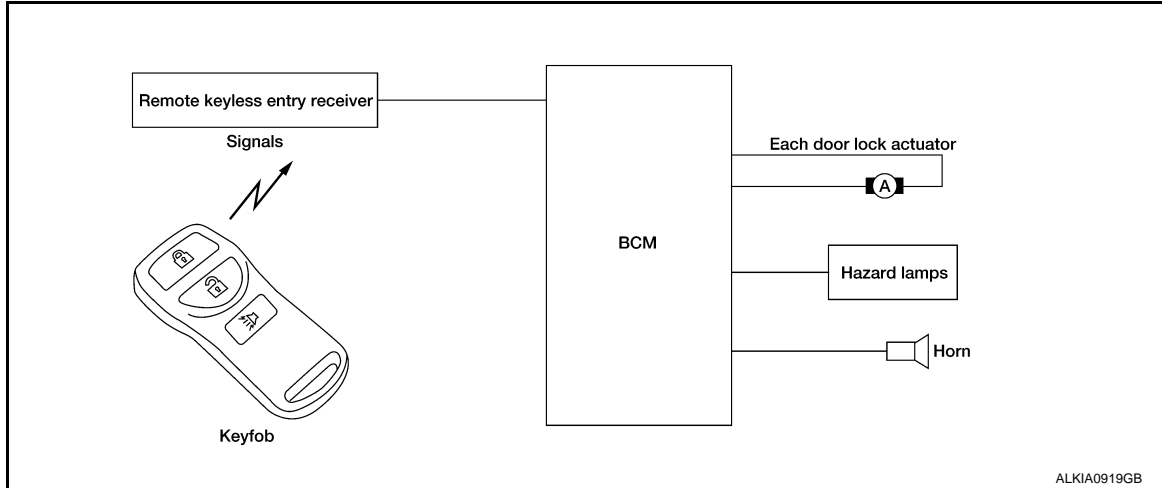 Remote keyless entry receiver
Signals
Each door lock actuator
A
BCM
Hazard lamps
Horn
Keyfob
ALKIA0919GB